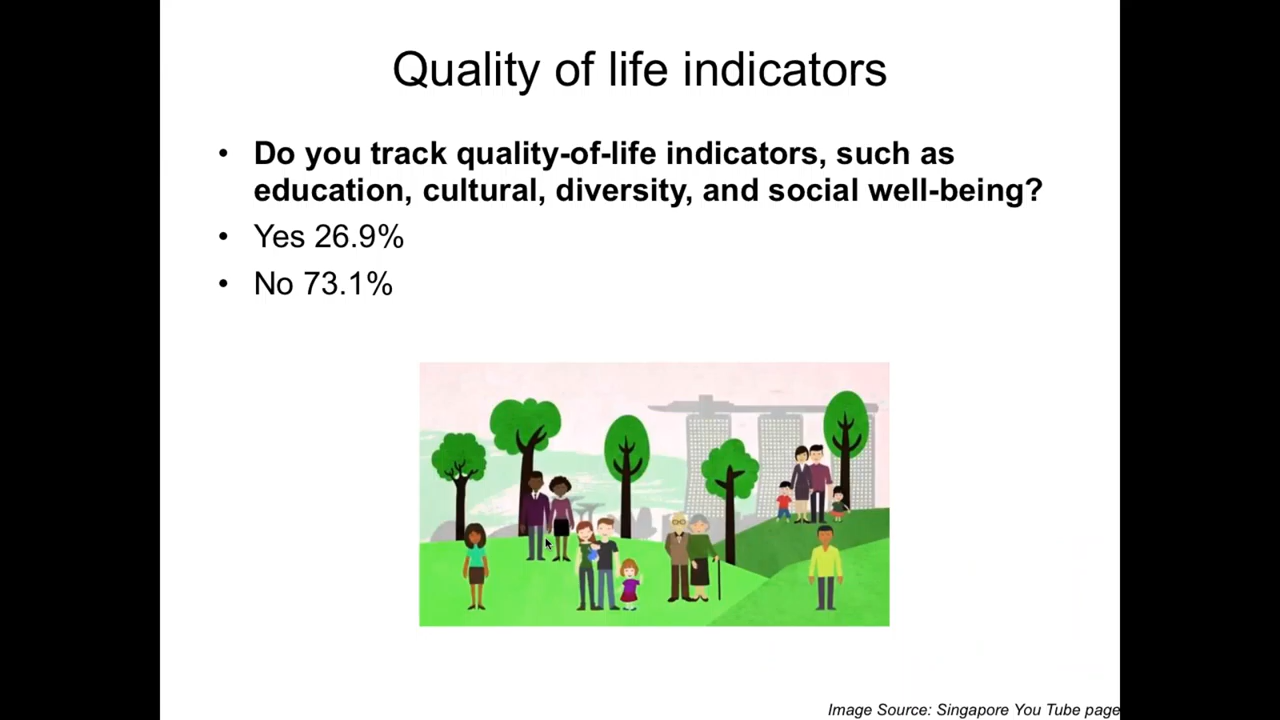 Quality of life indicators
• Do you track quality-of-life indicators, such as
education, cultural, diversity, and social well-being?
• Yes 26.9%
• No 73.1%
Image Source: Singapore You Tube page